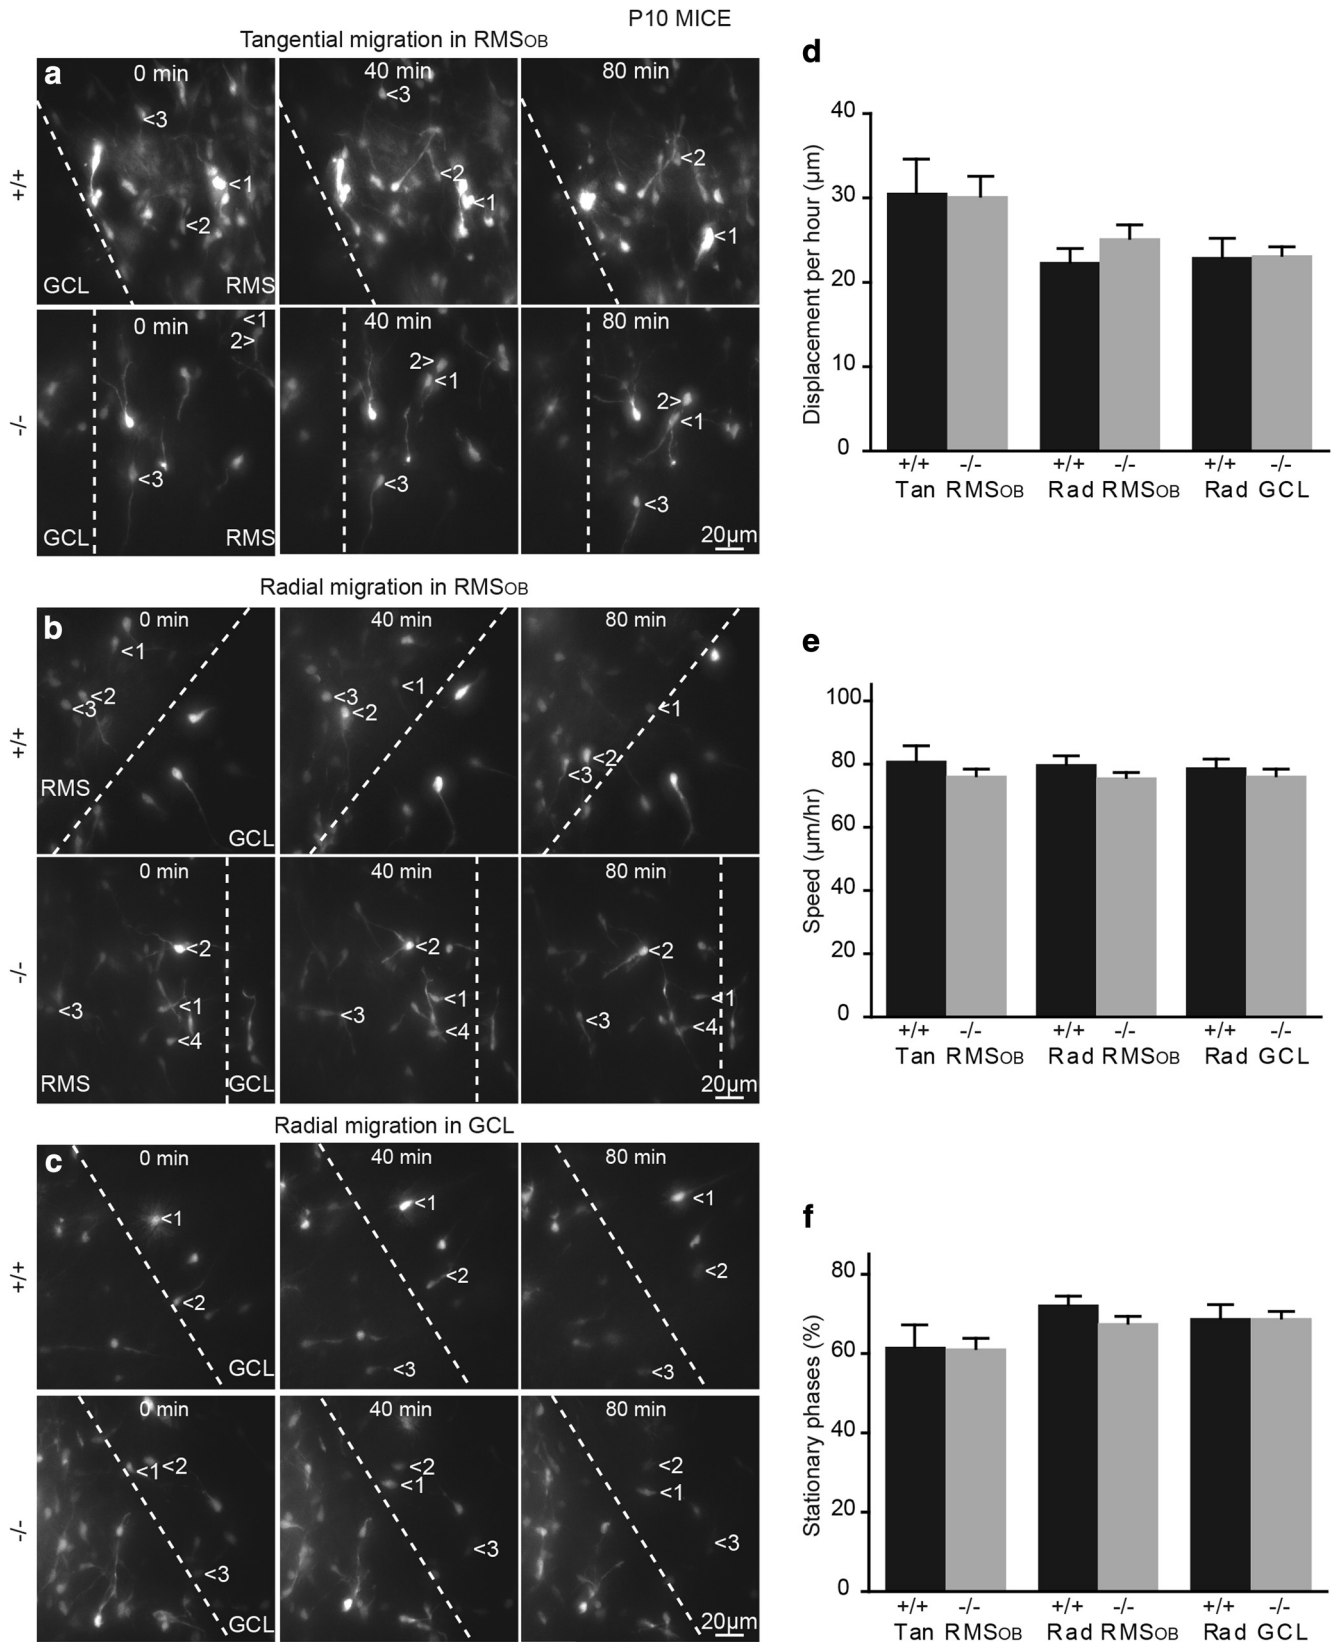 P10 MICE
Tangential migration in RMSOB
a
0 min
40 min
80 min
+/+
<3
<1
<2
GCL
RMS
<3
<2
<1
<2
<1
-/-
0 min
40 min
80 min
<1
2>
<3
GCL
RMS
2>
<1
<3
2>
<1
<3
20µm
Radial migration in RMSOB
b
0 min
40 min
80 min
+/+
<1
<2
<3
RMS
GCL
<1
<3
<2
<1
<2
<3
-/-
0 min
40 min
80 min
<2
<3
<1
<4
RMS
GCL
<2
<1
<3
<4
<2
<1
<3
<4
20µm
Radial migration in GCL
c
0 min
40 min
80 min
+/+
<1
<2
GCL
<1
<2
<3
<1
<2
<3
-/-
0 min
40 min
80 min
<1
<2
<3
GCL
<2
<1
<3
<2
<1
<3
20µm
d
Displacement per hour (µm)
40
30
20
10
0
+/+ -/- +/+ -/- +/+ -/-
Tan RMSOB Rad RMSOB Rad GCL
e
Speed (µm/hr)
100
80
60
40
20
0
+/+ -/- +/+ -/- +/+ -/-
Tan RMSOB Rad RMSOB Rad GCL
f
Stationary phases (%)
80
60
40
20
0
+/+ -/- +/+ -/- +/+ -/-
Tan RMSOB Rad RMSOB Rad GCL